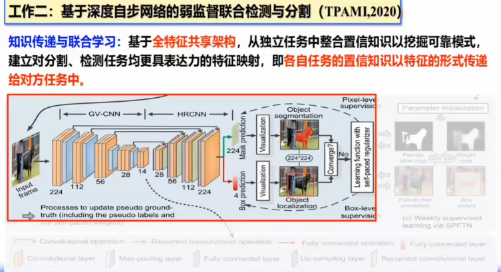 工作二：基于深度自步网络的弱监督联合检测与分割（TPAMI,2020）
知识传递与联合学习：基于全特征共享架构，从独立任务中整合置信知识以挖掘可靠模式，
建立对分割、检测任务均更具表达力的特征映射，即各自任务的置信知识以特征的形式传递
给对方任务中。
GV-CNN
HRCNN
Object
segmentation
Pixel-level
supervision
Parameter initialization
Input
frame
224
112
56
28
14
28
56
112
224
224
4
Mask prediction
Box prediction
Visualization
Visualization
224*224
224*224
Converge?
No
Learning function with
self-paced regularizer
Object
localization
Box-level
supervision
Processes to update pseudo ground-
truth (including the pseudo labels and
(c) Weakly supervised
learning via SPFTN
Convolutional operation
Recurrent convolutional operation
Fully connected operation
Fully connected layer
Convolutional layer
Max-pooling layer
Fully connected layer
Up-sampling layer
Recurrent convolutional layer